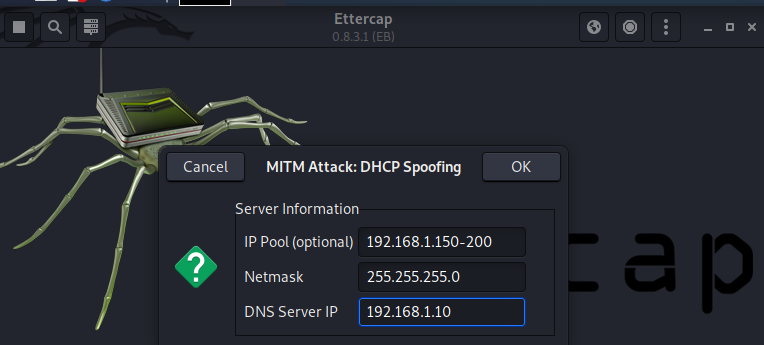 Ettercap
0.8.3.1 (EB)
Cancel
MITM Attack: DHCP Spoofing
OK
Server Information
IP Pool (optional) 192.168.1.150-200
Netmask 255.255.255.0
DNS Server IP 192.168.1.10
cap